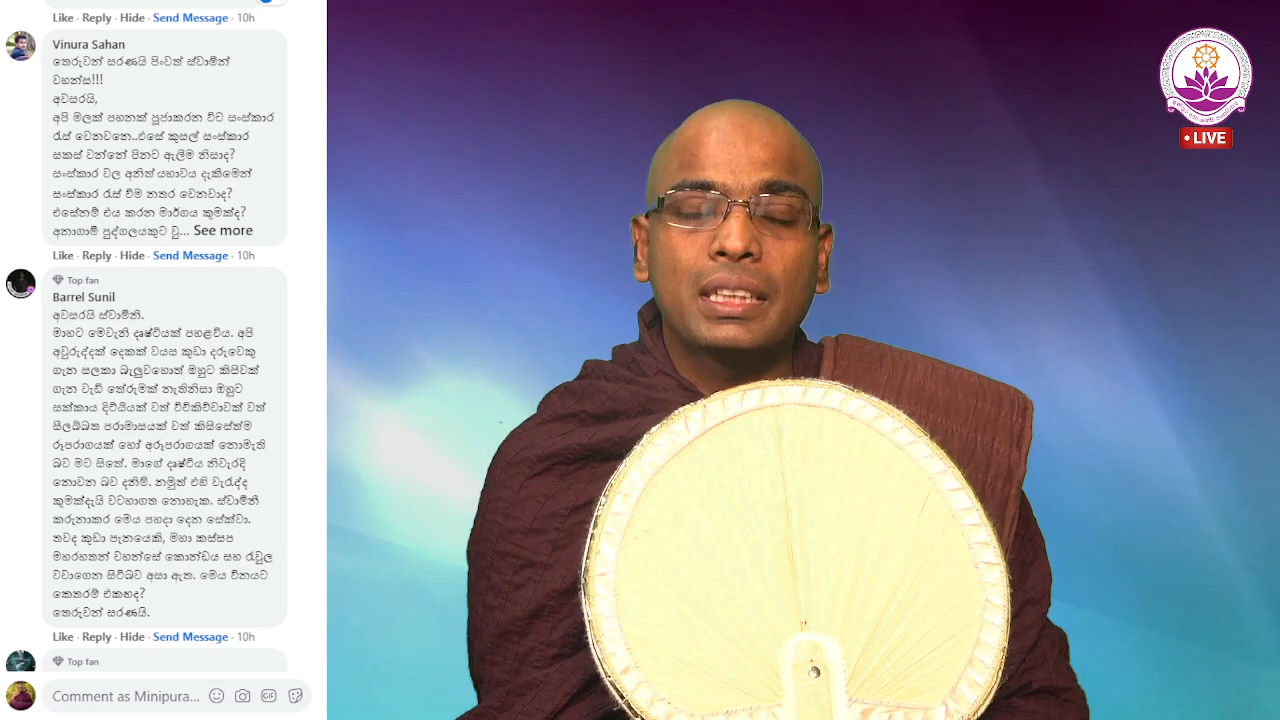 Like · Reply · Hide · Send Message · 10h
Vinura Sahan
තෙරුවන් සරණයි පිංවත් ස්වාමීන්
වහන්ස!!!
අවසරයි,
අපි මලක් පහනක් පූජාකරන විට සංස්කාර
රැස් වෙනවනෙ..එසේ කුසල් සංස්කාර
සකස් වන්නේ පිනට ඇලීම නිසාද?
සංස්කාර වල අනිත් යභාවය දැකීමෙන්
සංස්කාර රැස් වීම නතර වෙනවාද?
එසේනම් එය කරන මාර්ගය කුමක්ද?
අනාගාමී පුද්ගලයකුට වු... See more
Like · Reply · Hide · Send Message · 10h
Top fan
Barrel Sunil
අවසරයි ස්වාමීනි.
මාහට මෙවැනි දෘෂ්ටියක් පහළවිය. අපි
අවුරුද්දක් දෙකක් වයස කුඩා දරුවෙකු
ගැන සලකා බැලුවහොත් ඔහුට කිසිවක්
ගැන වැඩි තේරුමක් නැතිනිසා ඔහුට
සක්කාය දිට්ඨියක් වත් විචිකිච්චාවක් වත්
සීලබ්බත පරාමාසයක් වත් කිසිසේත්ම
රූපරාගයක් හෝ අරූපරාගයක් නොමැති
බව මට සිතේ. මාගේ දෘෂ්ටිය නිවැරදි
නොවන බව දනිමි. නමුත් එහි වැරැද්ද
කුමක්දැයි වටහාගත නොහැක. ස්වාමීනි
කරුනාකර මෙය පහදා දෙන සේක්වා.
තවද කුඩා පැනයෙකි, මහා කස්සප
මහරහතන් වහන්සේ කොන්ඩය සහ රැවුල
වවාගෙන සිටිබව අසා ඇත. මෙය විනයට
කෙතරම් එකඟද?
තෙරුවන් සරණයි.
Like · Reply · Hide · Send Message · 10h
Top fan
Comment as Minipura...
GIF
• LIVE